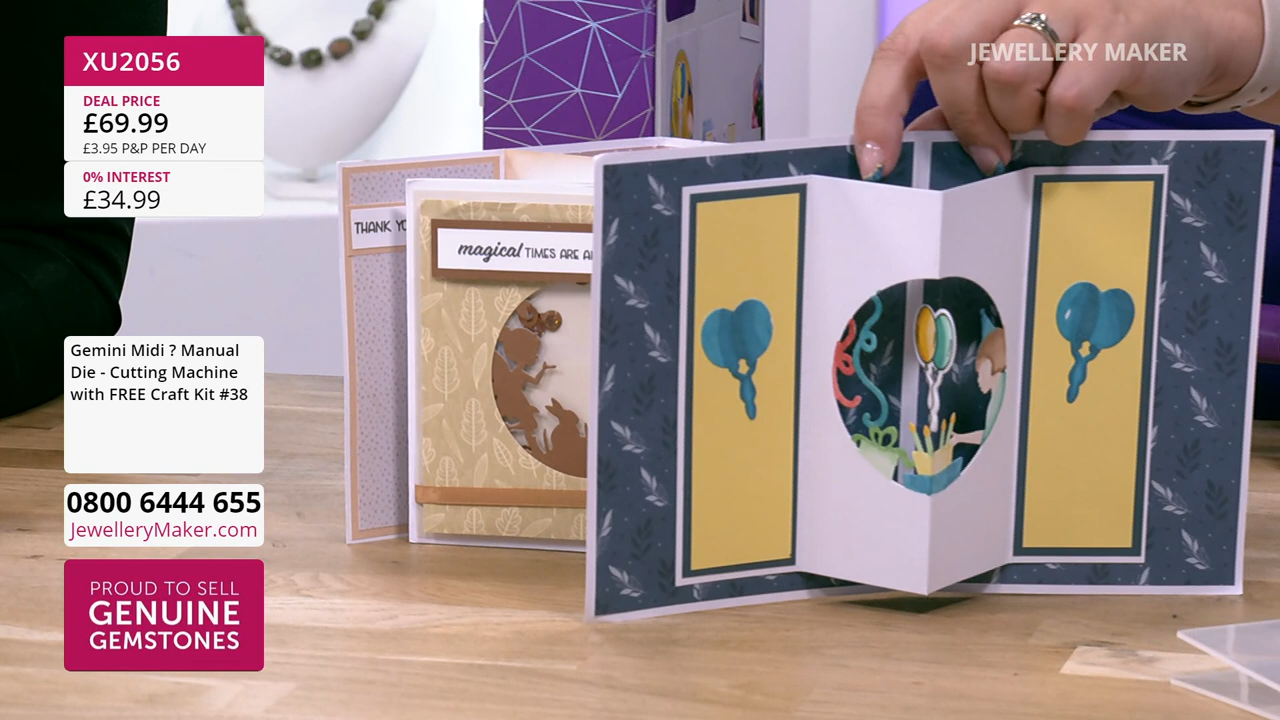 XU2056
DEAL PRICE
£69.99
£3.95 P&P PER DAY
0% INTEREST
£34.99
Gemini Midi ? Manual
Die - Cutting Machine
with FREE Craft Kit #38
0800 6444 655
JewelleryMaker.com
PROUD TO SELL
GENUINE
GEMSTONES
JEWELLERY MAKER
THANK
magical TIMES ARE